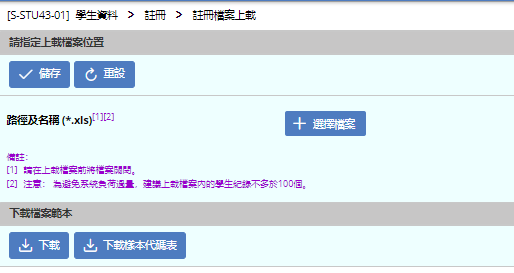 [S-STU43-01] 學生資料 > 註冊 > 註冊檔案上載
請指定上載檔案位置
儲存 重設
路徑及名稱 (*.xls)[1][2] 選擇檔案
備註:
[1] 請在上載檔案前將檔案關閉。
[2] 注意： 為避免系統負荷過量，建議上載檔案內的學生紀錄不多於100個。
下載檔案範本
下載 下載樣本代碼表